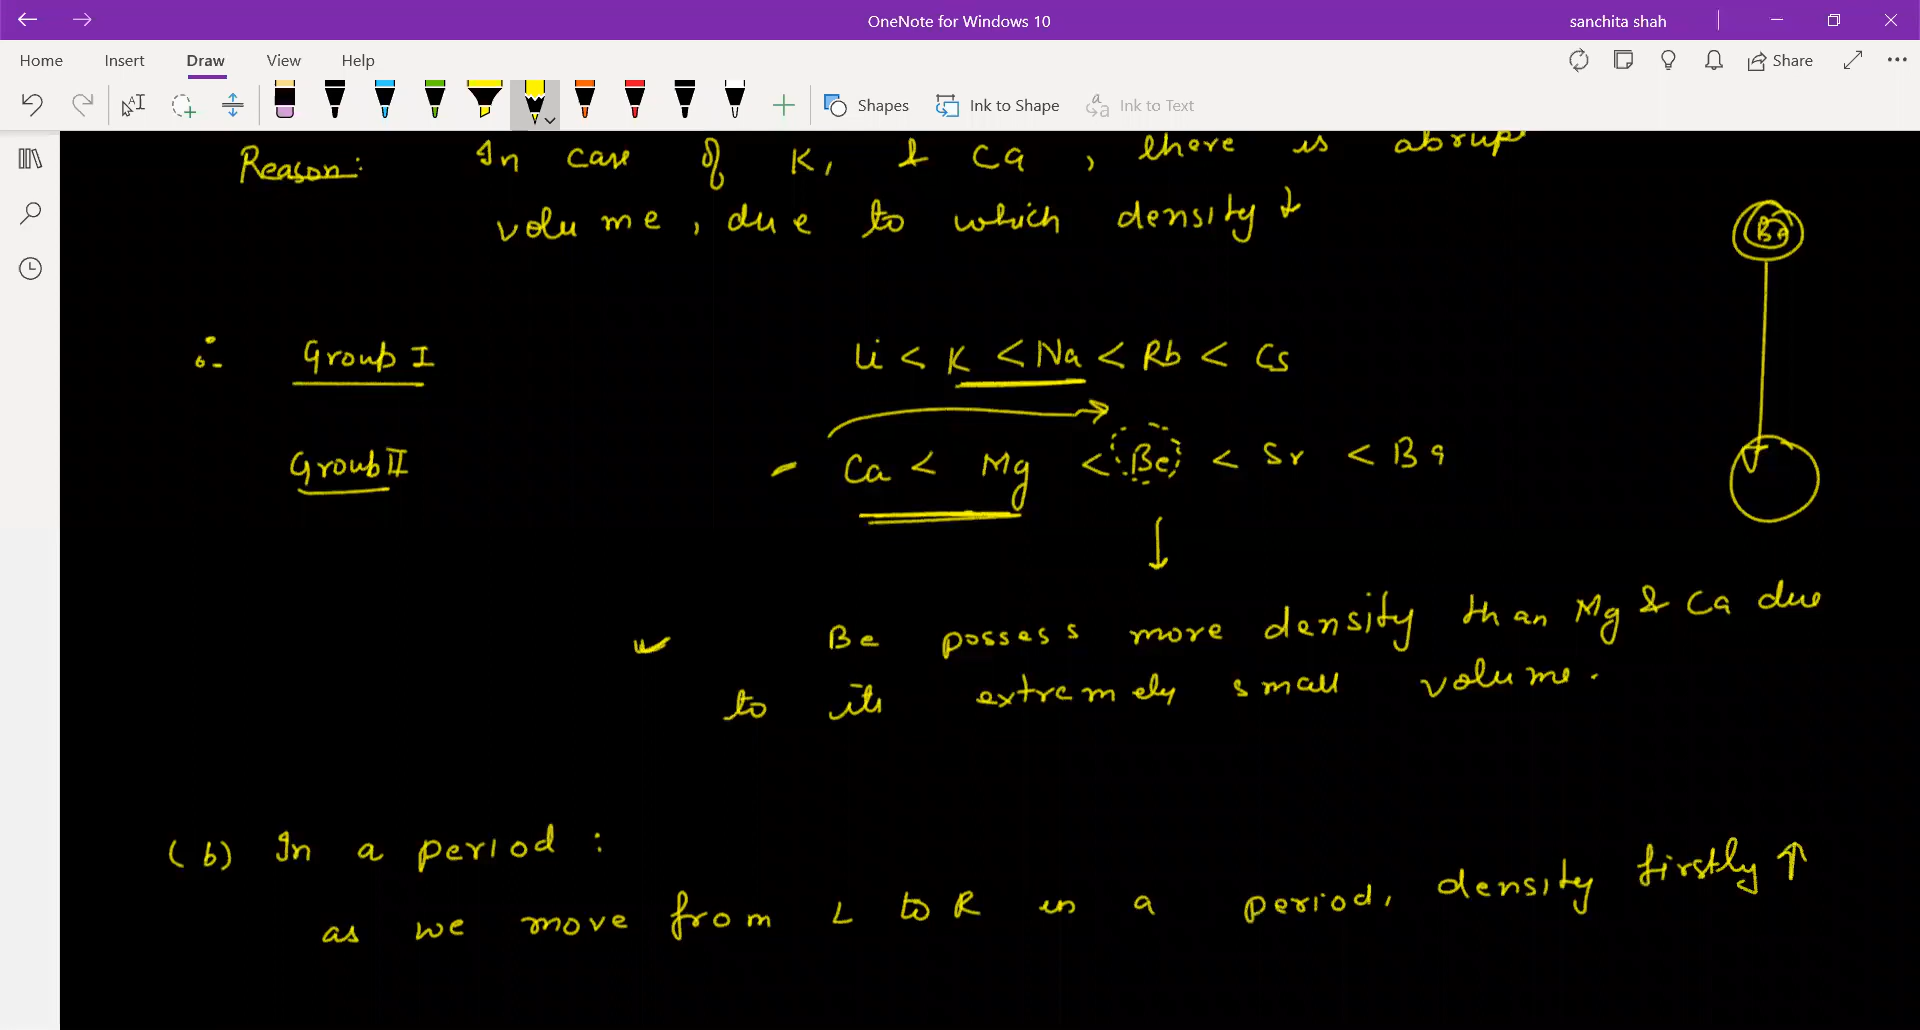 OneNote for Windows 10
sanchita shah
Home Insert Draw View Help
Share
Shapes Ink to Shape Ink to Text
Reason: In case of K, & Ca, there is abrup
volume, due to which density ↓
Be
∴ Group I Li < K < Na < Rb < Cs
Group II - Ca < Mg < Be < Sr < Ba
↓
Be possess more density than Mg & Ca due
to its extremely small volume.
(b) In a period :
as we move from L to R in a period, density firstly ↑